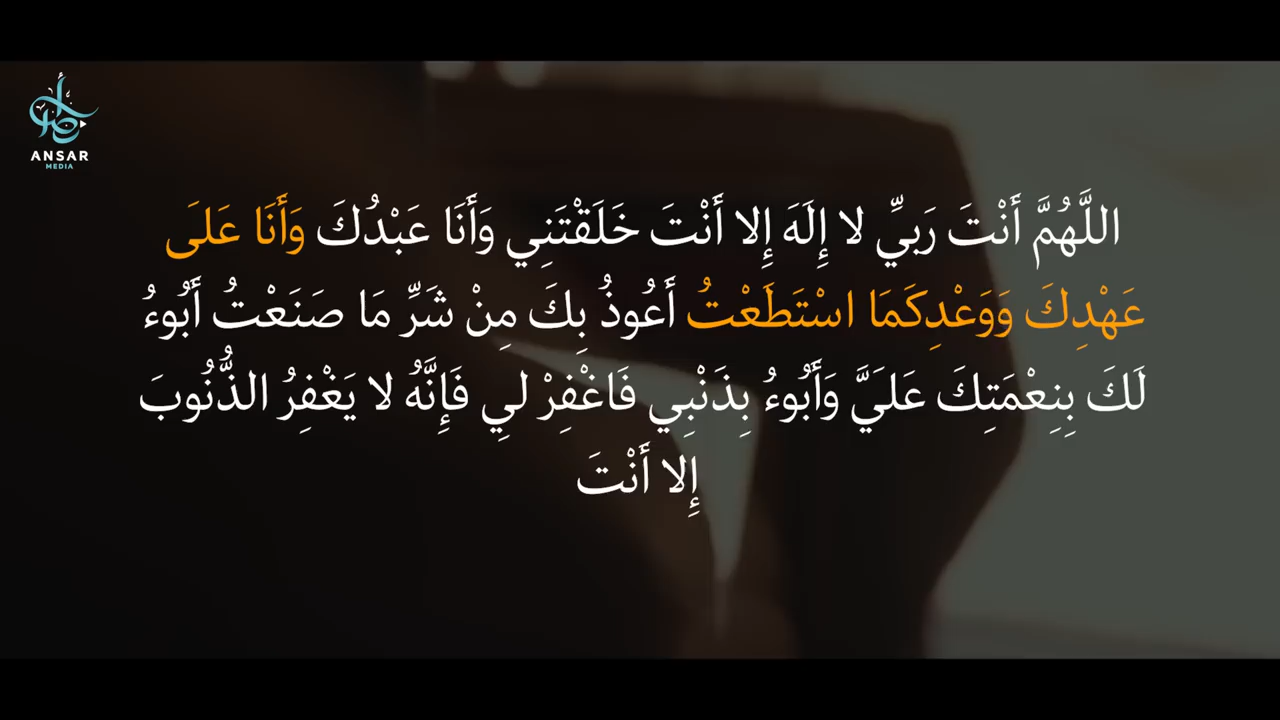 ANSAR
MEDIA
اللَّهُمَّ أَنْتَ رَبِّي لا إِلَهَ إِلا أَنْتَ خَلَقْتَنِي وَأَنَا عَبْدُكَ وَأَنَا عَلَى
عَهْدِكَ وَوَعْدِكَمَا اسْتَطَعْتُ أَعُوذُ بِكَ مِنْ شَرِّ مَا صَنَعْتُ أَبُوءُ
لَكَ بِنِعْمَتِكَ عَلَيَّ وَأَبُوءُ بِذَنْبِي فَاغْفِرْ لِي فَإِنَّهُ لا يَغْفِرُ الذُّنُوبَ
إِلا أَنْتَ